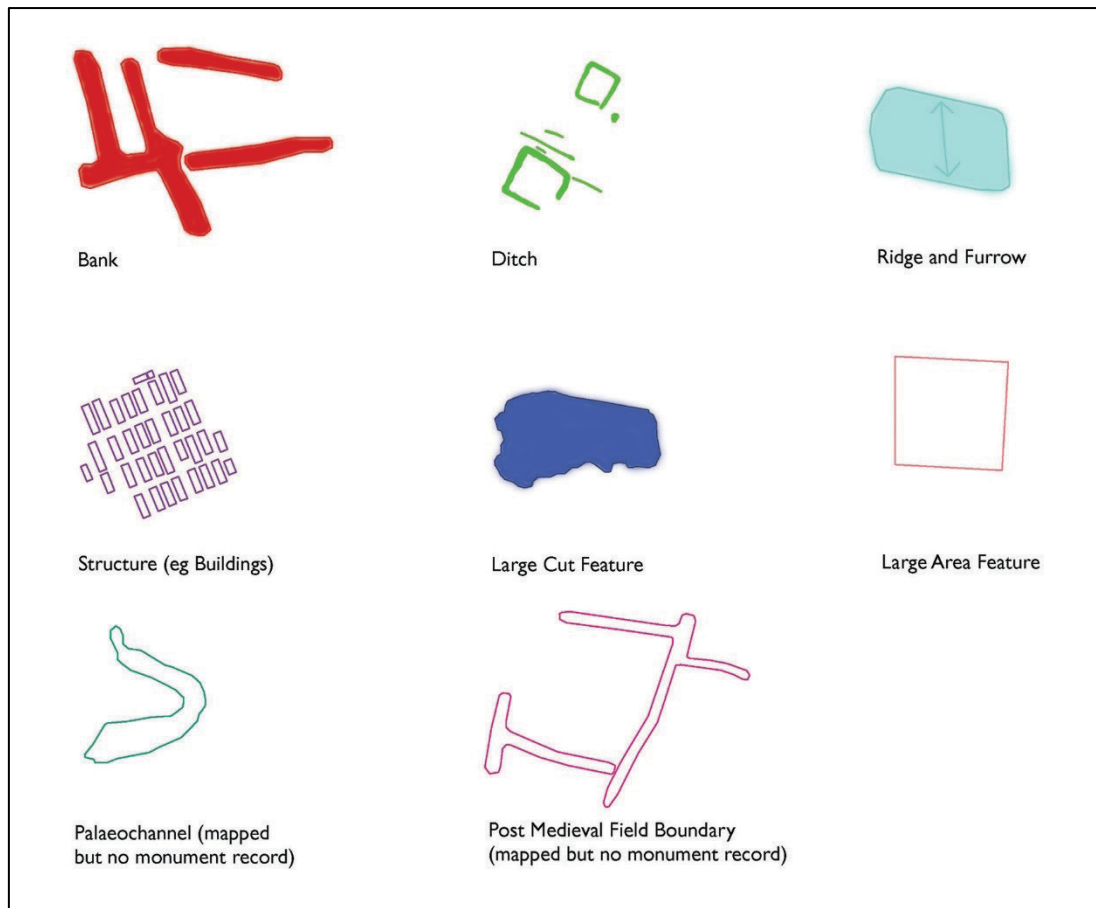 Bank
Ditch
Ridge and Furrow
Structure (eg Buildings)
Large Cut Feature
Large Area Feature
Palaeochannel (mapped
but no monument record)
Post Medieval Field Boundary
(mapped but no monument record)